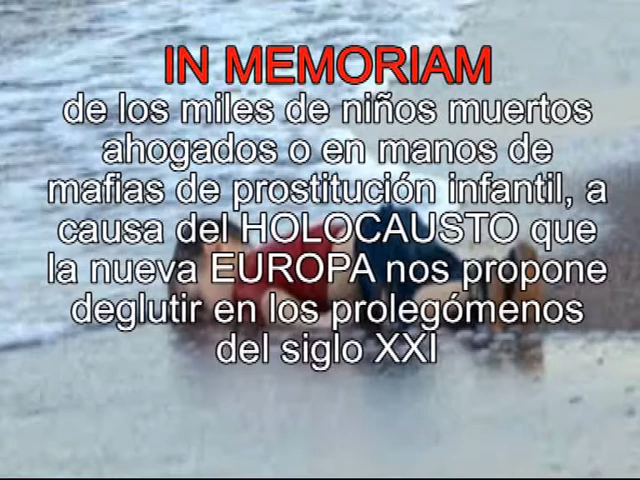 IN MEMORIAM
de los miles de niños muertos
ahogados o en manos de
mafias de prostitución infantil, a
causa del HOLOCAUSTO que
la nueva EUROPA nos propone
deglutir en los prolegómenos
del siglo XXI